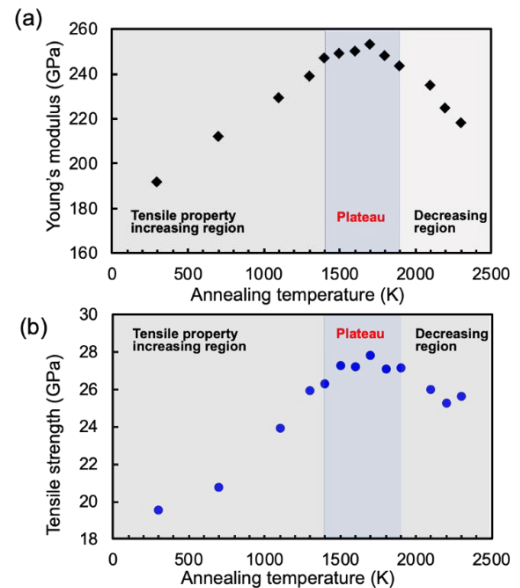 (a)
Young's modulus (GPa)
260
240
220
200
180
160
Tensile property
increasing region
Plateau
Decreasing
region
0 500 1000 1500 2000 2500
Annealing temperature (K)
(b)
Tensile strength (GPa)
30
28
26
24
22
20
18
Tensile property
increasing region
Plateau
Decreasing
region
0 500 1000 1500 2000 2500
Annealing temperature (K)